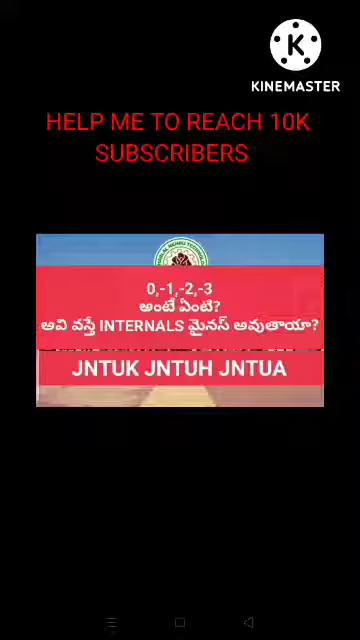 KINEMASTER
HELP ME TO REACH 10K
SUBSCRIBERS
0,-1,-2,-3
అంటే ఏంటి?
అవి వస్తే INTERNALS మైనస్ అవుతాయా?
JNTUK JNTUH JNTUA